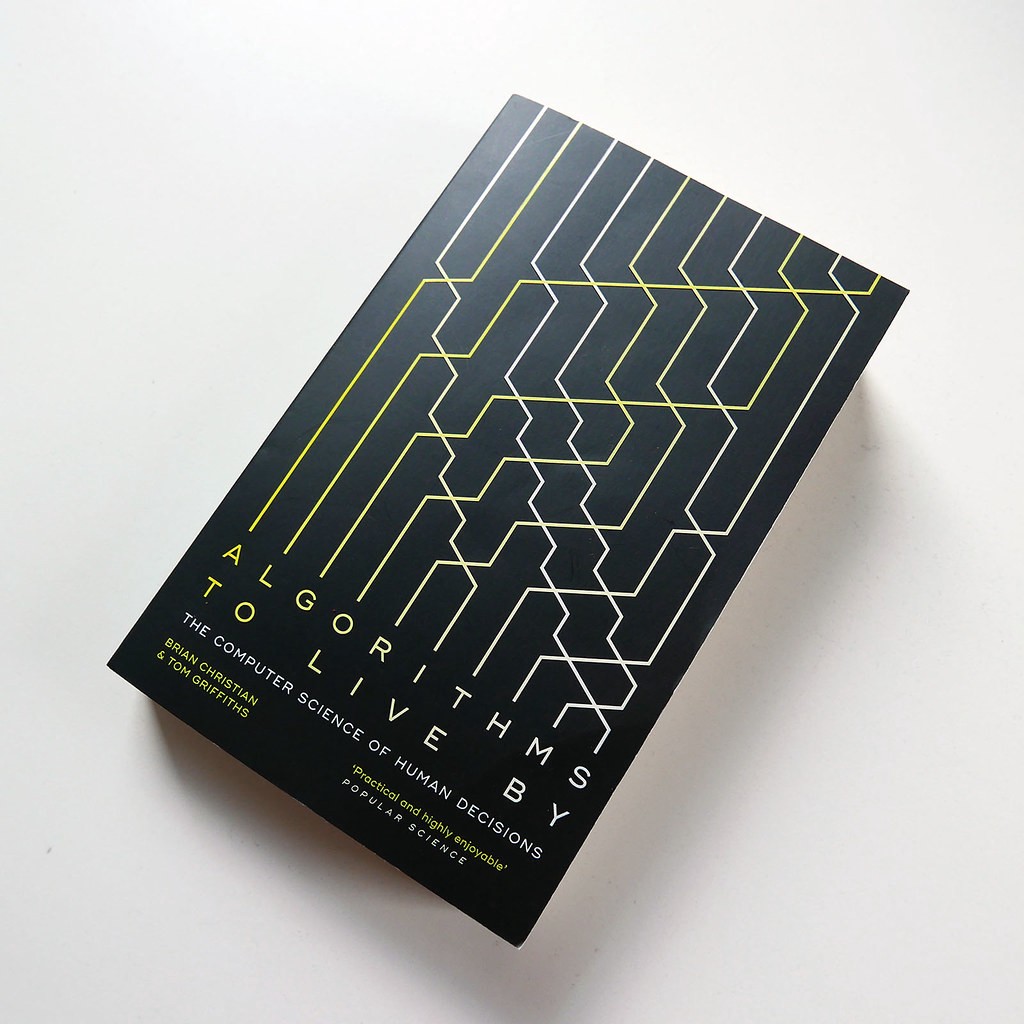 ALGORITHMS
TO LIVE BY
THE COMPUTER SCIENCE OF HUMAN DECISIONS
BRIAN CHRISTIAN
& TOM GRIFFITHS
‘Practical and highly enjoyable’
POPULAR SCIENCE